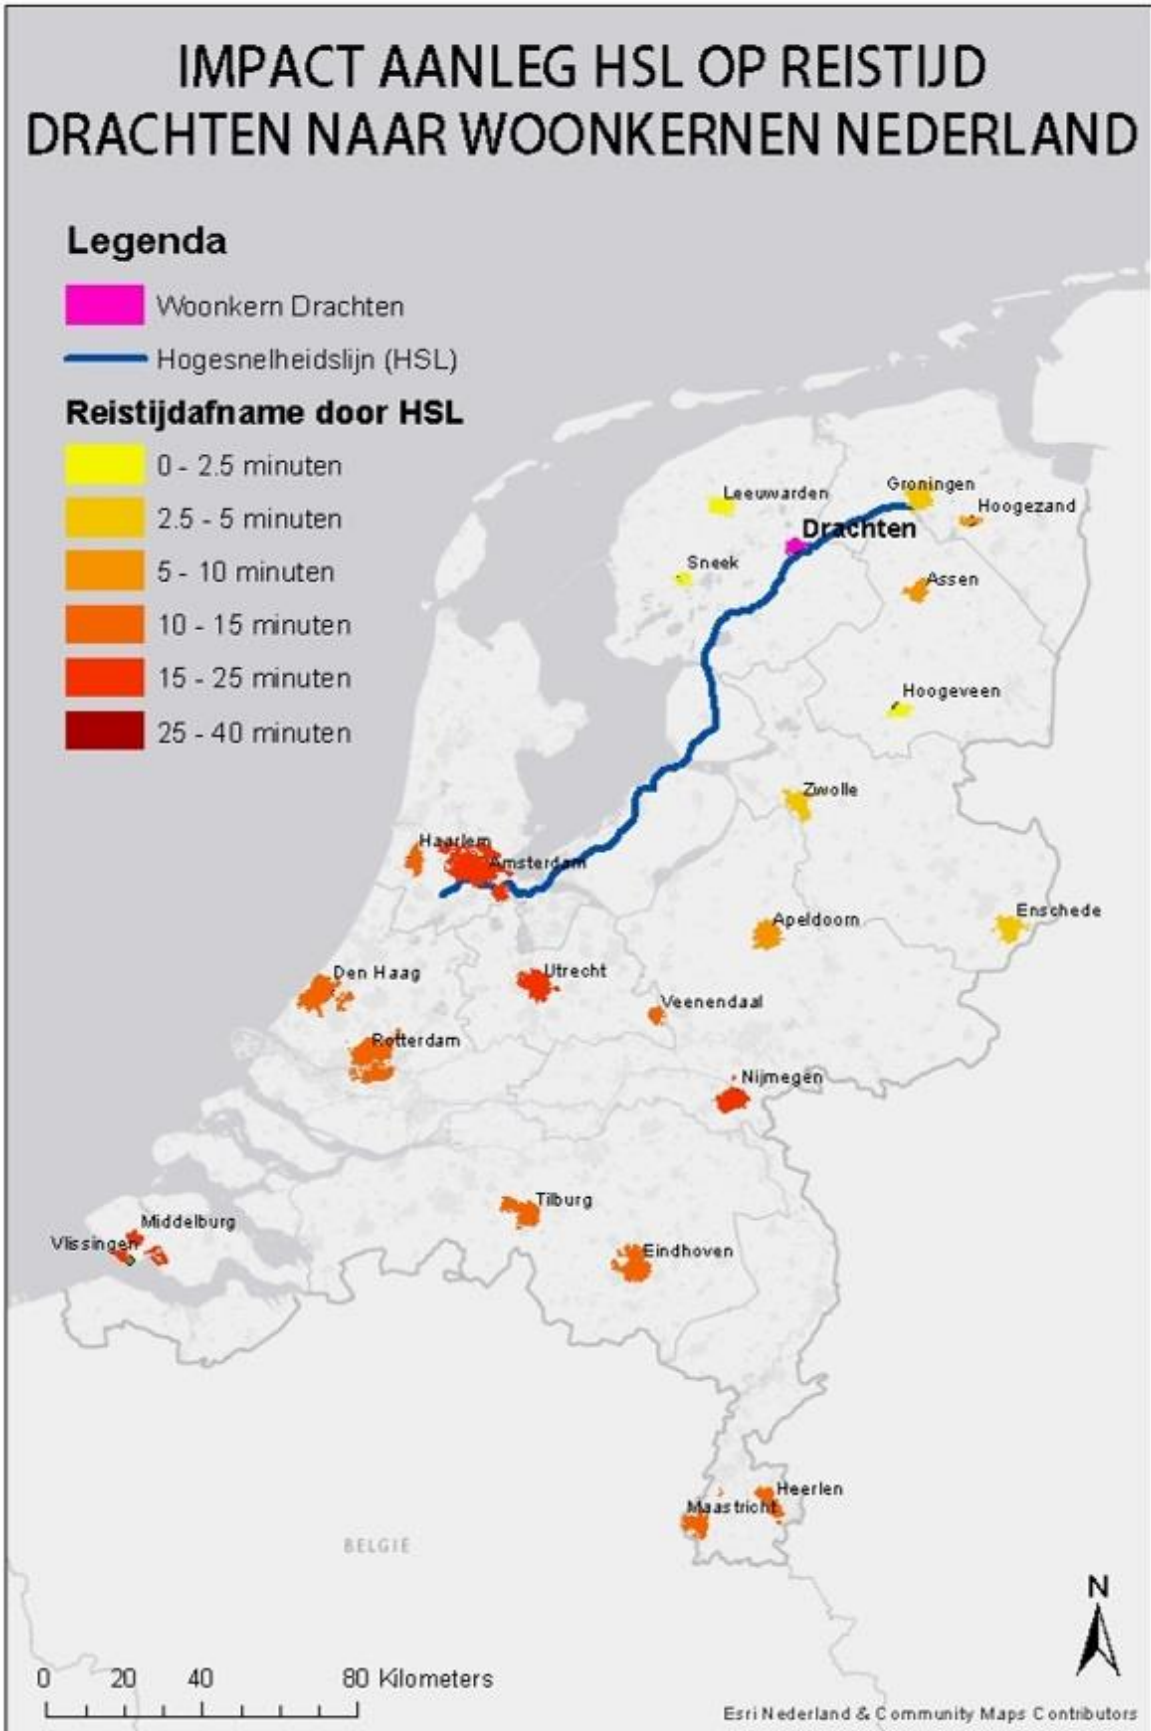 IMPACT AANLEG HSL OP REISTIJD
DRACHTEN NAAR WOONKERNEN NEDERLAND
Legenda
Woonkern Drachten
Hogesnelheidslijn (HSL)
Reistijdafname door HSL
0 - 2.5 minuten
2.5 - 5 minuten
5 - 10 minuten
10 - 15 minuten
15 - 25 minuten
25 - 40 minuten
Groningen
Leeuwarden
Hoogezand
Drachten
Sneek
Assen
Hoogeveen
Zwolle
Haarlem
Amsterdam
Enschede
Apeldoorn
Den Haag
Utrecht
Veenendaal
Rotterdam
Nijmegen
Tilburg
Middelburg
Vlissingen
Eindhoven
Heerlen
Maastricht
BELGIË
N
0 20 40 80 Kilometers
Esri Nederland & Community Maps Contributors